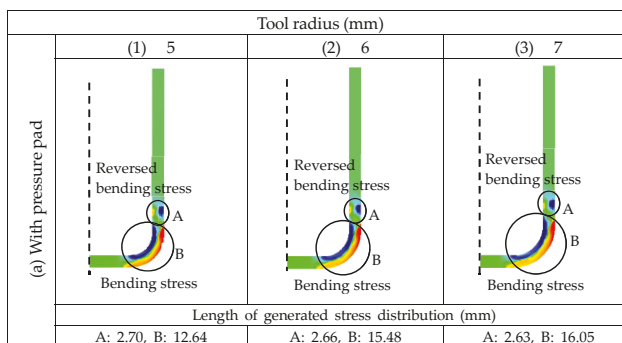 Tool radius (mm)
(1) 5
(2) 6
(3) 7
(a) With pressure pad
Reversed
bending stress
A
B
Bending stress
Reversed
bending stress
A
B
Bending stress
Reversed
bending stress
A
B
Bending stress
Length of generated stress distribution (mm)
A: 2.70, B: 12.64
A: 2.66, B: 15.48
A: 2.63, B: 16.05